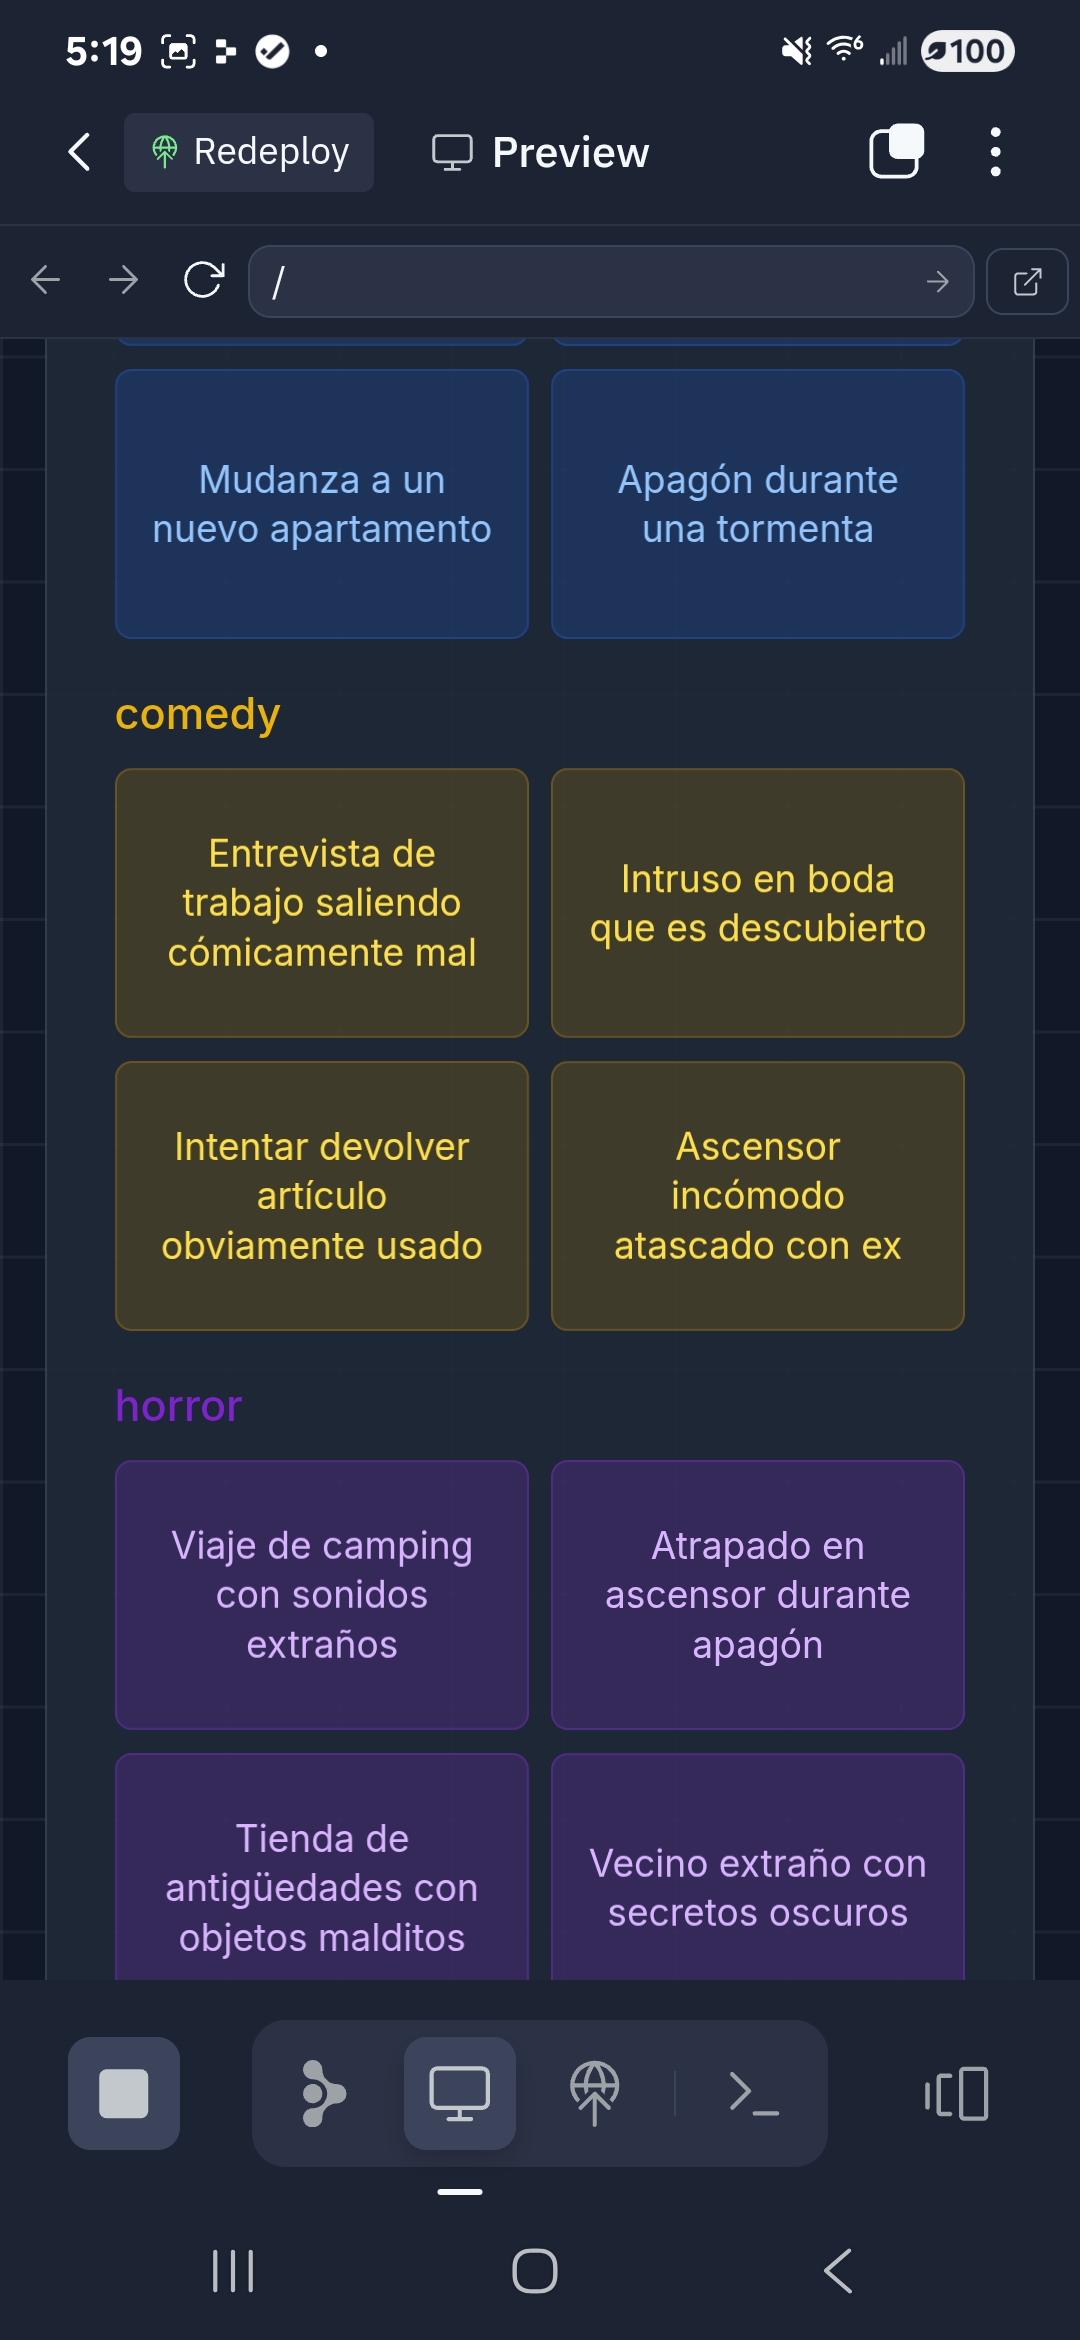 5:19
6
100
Redeploy
Preview
/
Mudanza a un
nuevo apartamento
Apagón durante
una tormenta
comedy
Entrevista de
trabajo saliendo
cómicamente mal
Intruso en boda
que es descubierto
Intentar devolver
artículo
obviamente usado
Ascensor
incómodo
atascado con ex
horror
Viaje de camping
con sonidos
extraños
Atrapado en
ascensor durante
apagón
Tienda de
antigüedades con
objetos malditos
Vecino extraño con
secretos oscuros